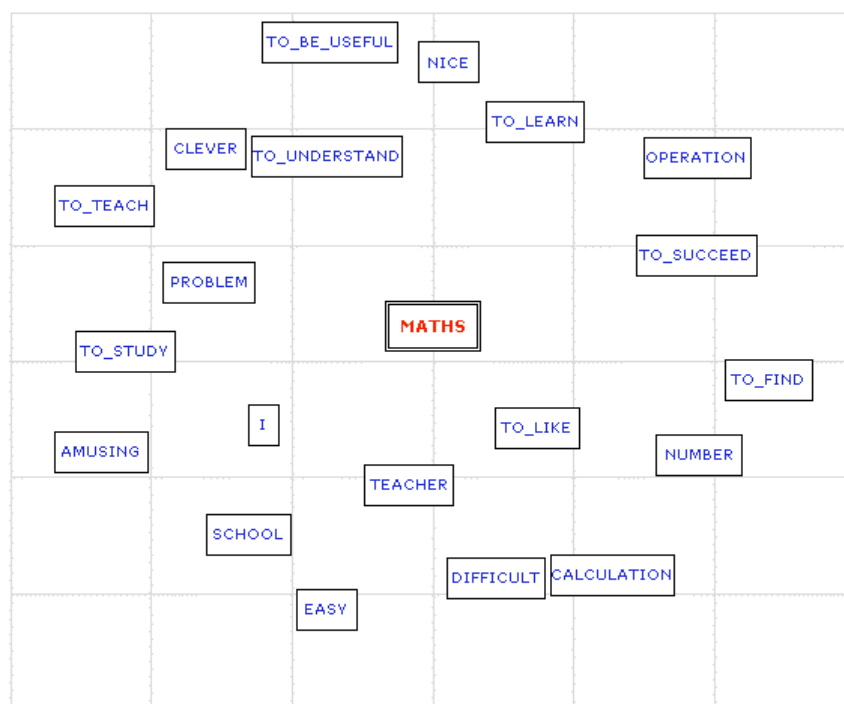 TO_BE_USEFUL
NICE
TO_LEARN
CLEVER
TO_UNDERSTAND
OPERATION
TO_TEACH
TO_SUCCEED
PROBLEM
MATHS
TO_STUDY
TO_FIND
I
TO_LIKE
AMUSING
NUMBER
TEACHER
SCHOOL
DIFFICULT
CALCULATION
EASY